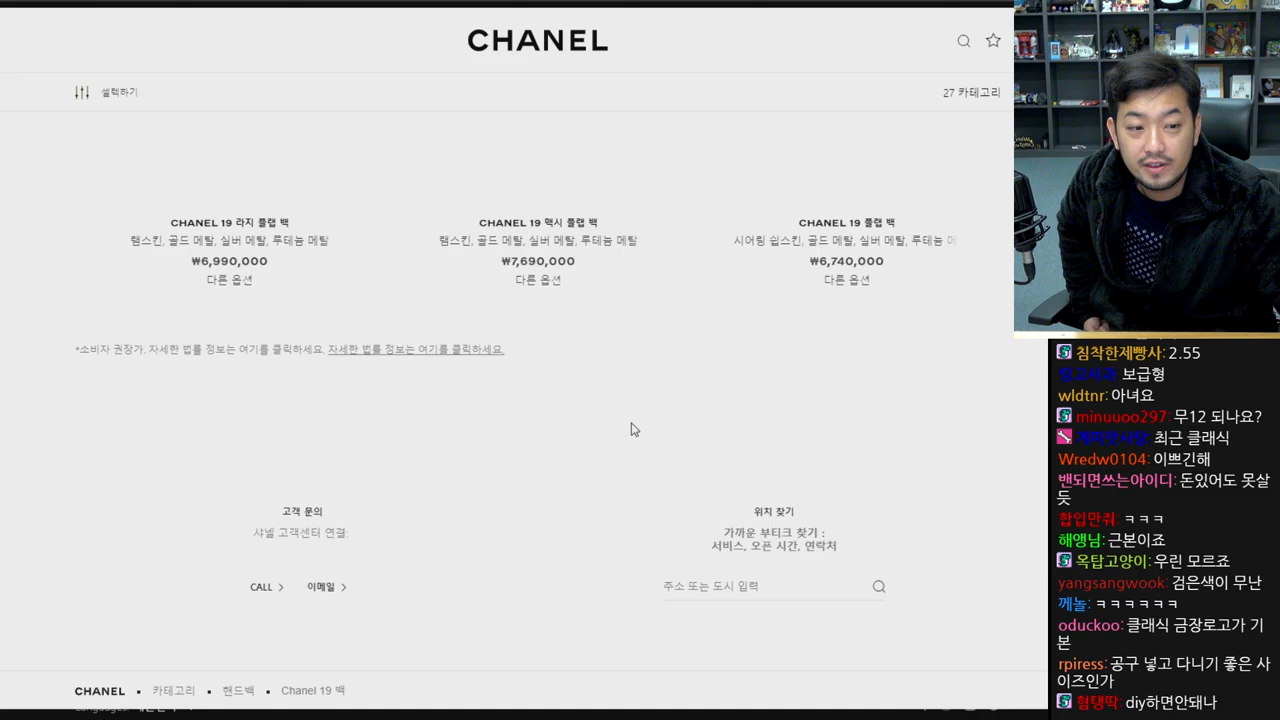 CHANEL
셀렉하기
27 카테고리
CHANEL 19 라지 플랩 백
램스킨, 골드 메탈, 실버 메탈, 루테늄 메탈
₩6,990,000
다른 옵션
CHANEL 19 맥시 플랩 백
램스킨, 골드 메탈, 실버 메탈, 루테늄 메탈
₩7,690,000
다른 옵션
CHANEL 19 플랩 백
시어링 쉽스킨, 골드 메탈, 실버 메탈, 루테늄 메
₩6,740,000
다른 옵션
*소비자 권장가. 자세한 법률 정보는 여기를 클릭하세요. 자세한 법률 정보는 여기를 클릭하세요.
고객 문의
샤넬 고객센터 연결:
CALL
이메일
위치 찾기
가까운 부티크 찾기 :
서비스, 오픈 시간, 연락처
주소 또는 도시 입력
CHANEL ▪ 카테고리 ▪ 핸드백 ▪ Chanel 19 백
침착한제빵사: 2.55
보급형
wldtnr: 아녀요
minuuoo297: 무12 되나요?
최근 클래식
Wredw0104: 이쁘긴해
밴되면쓰는아이디: 돈있어도 못살
듯
합입만줘: ㅋㅋㅋ
해앵님: 근본이죠
옥탑고양이: 우린 모르죠
yangsangwook: 검은색이 무난
께놀: ㅋㅋㅋㅋㅋㅋ
oduckoo: 클래식 금장로고가 기
본
rpiress: 공구 넣고 다니기 좋은 사
이즈인가
혐탱딱: diy하면안돼나